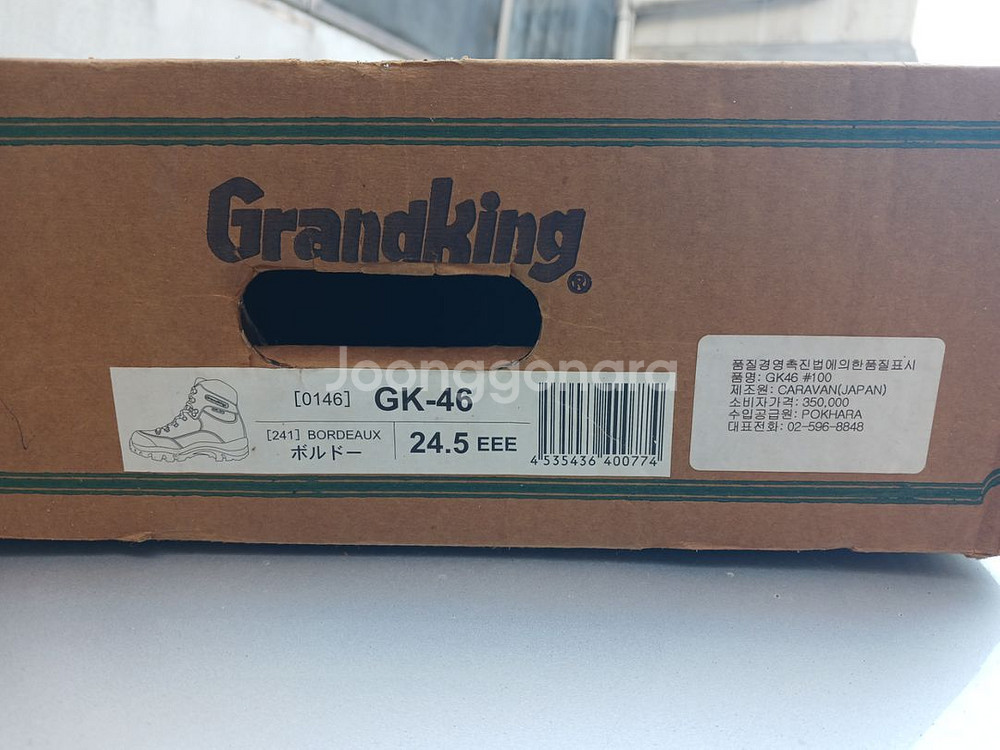 Grandking®
Joonggonara
[0146] GK-46
[241] BORDEAUX
ボルドー
24.5 EEE
4 535436 400774
품질경영촉진법에의한품질표시
품명: GK46 #100
제조원: CARAVAN(JAPAN)
소비자가격: 350,000
수입공급원: POKHARA
대표전화: 02-596-8848